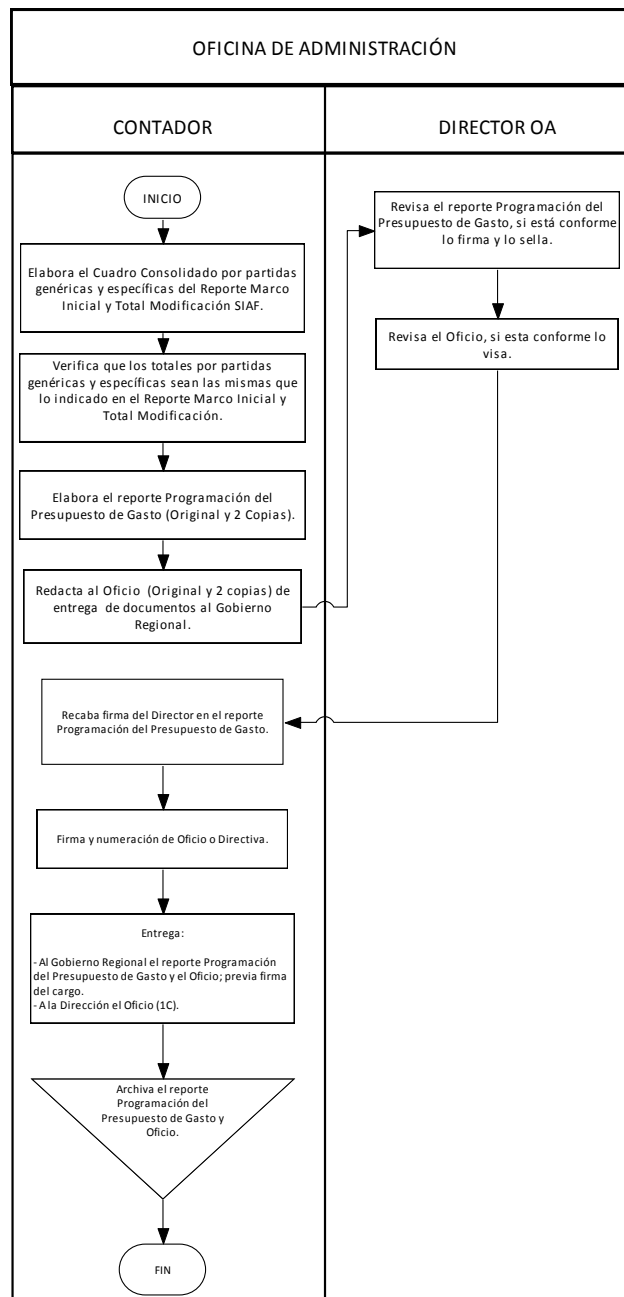 OFICINA DE ADMINISTRACIÓN
CONTADOR
DIRECTOR OA
INICIO
Elabora el Cuadro Consolidado por partidas
genéricas y específicas del Reporte Marco
Inicial y Total Modificación SIAF.
Verifica que los totales por partidas
genéricas y específicas sean las mismas que
lo indicado en el Reporte Marco Inicial y
Total Modificación.
Elabora el reporte Programación del
Presupuesto de Gasto (Original y 2 Copias).
Redacta al Oficio (Original y 2 copias) de
entrega de documentos al Gobierno
Regional.
Revisa el reporte Programación del
Presupuesto de Gasto, si está conforme
lo firma y lo sella.
Revisa el Oficio, si esta conforme lo
visa.
Recaba firma del Director en el reporte
Programación del Presupuesto de Gasto.
Firma y numeración de Oficio o Directiva.
Entrega:
- Al Gobierno Regional el reporte Programación
del Presupuesto de Gasto y el Oficio; previa firma
del cargo.
- A la Dirección el Oficio (1C).
Archiva el reporte
Programación del
Presupuesto de Gasto y
Oficio.
FIN